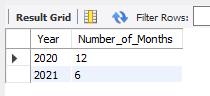 Result Grid Filter Rows:
Year Number_of_Months
2020 12
2021 6